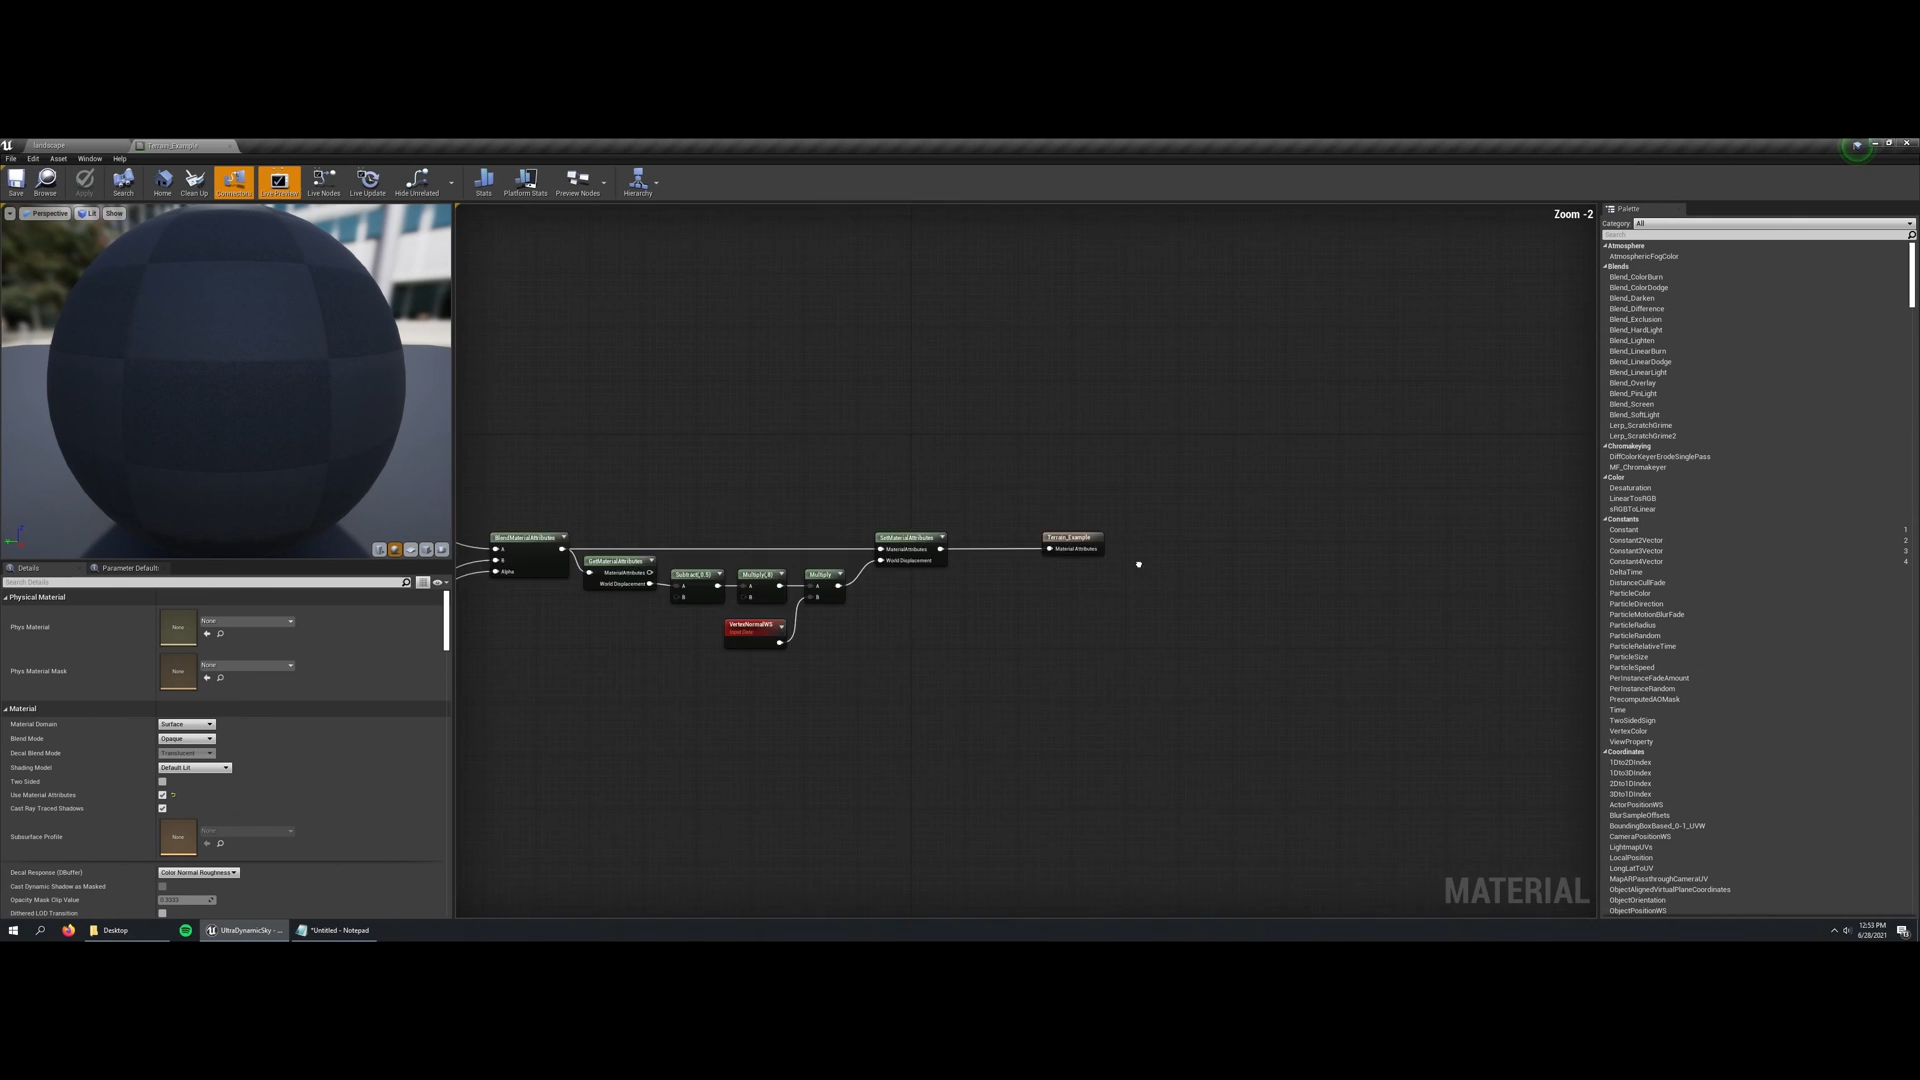 landscape
Terrain_Example
File Edit Asset Window Help
Save Browse Apply Search Home Clean Up Connectors Live Preview Live Nodes Live Update Hide Unrelated Stats Platform Stats Preview Nodes Hierarchy
Perspective Lit Show
Zoom -2
Palette
Category: All
Search
Atmosphere
AtmosphericFogColor
Blends
Blend_ColorBurn
Blend_ColorDodge
Blend_Darken
Blend_Difference
Blend_Exclusion
Blend_HardLight
Blend_Lighten
Blend_LinearBurn
Blend_LinearDodge
Blend_LinearLight
Blend_Overlay
Blend_PinLight
Blend_Screen
Blend_SoftLight
Lerp_ScratchGrime
Lerp_ScratchGrime2
Chromakeying
DiffColorKeyerErodeSinglePass
MF_Chromakeyer
Color
Desaturation
LinearTosRGB
sRGBToLinear
Constants
Constant 1
Constant2Vector 2
Constant3Vector 3
Constant4Vector 4
DeltaTime
DistanceCullFade
ParticleColor
ParticleDirection
ParticleMotionBlurFade
ParticleRadius
ParticleRandom
ParticleRelativeTime
ParticleSize
ParticleSpeed
PerInstanceFadeAmount
PerInstanceRandom
PrecomputedAOMask
Time
TwoSidedSign
VertexColor
ViewProperty
Coordinates
1Dto2DIndex
1Dto3DIndex
2Dto1DIndex
3Dto1DIndex
ActorPositionWS
BlurSampleOffsets
BoundingBoxBased_0-1_UVW
CameraPositionWS
LightmapUVs
LocalPosition
LongLatToUV
MapARPassthroughCameraUV
ObjectAlignedVirtualPlaneCoordinates
ObjectOrientation
ObjectPositionWS
BlendMaterialAttributes
A
B
Alpha
GetMaterialAttributes
MaterialAttributes
World Displacement
Subtract(,0.5)
A
B
Multiply(,8)
A
B
Multiply
A
B
VertexNormalWS
Input Data
SetMaterialAttributes
MaterialAttributes
World Displacement
Terrain_Example
Material Attributes
MATERIAL
Details
Parameter Default
Search Details
Physical Material
Phys Material None None
Phys Material Mask None None
Material
Material Domain Surface
Blend Mode Opaque
Decal Blend Mode Translucent
Shading Model Default Lit
Two Sided
Use Material Attributes
Cast Ray Traced Shadows
Subsurface Profile None None
Decal Response (DBuffer) Color Normal Roughness
Cast Dynamic Shadow as Masked
Opacity Mask Clip Value 0.3333
Dithered LOD Transition
Desktop
UltraDynamicSky - ...
*Untitled - Notepad
12:53 PM
6/28/2021